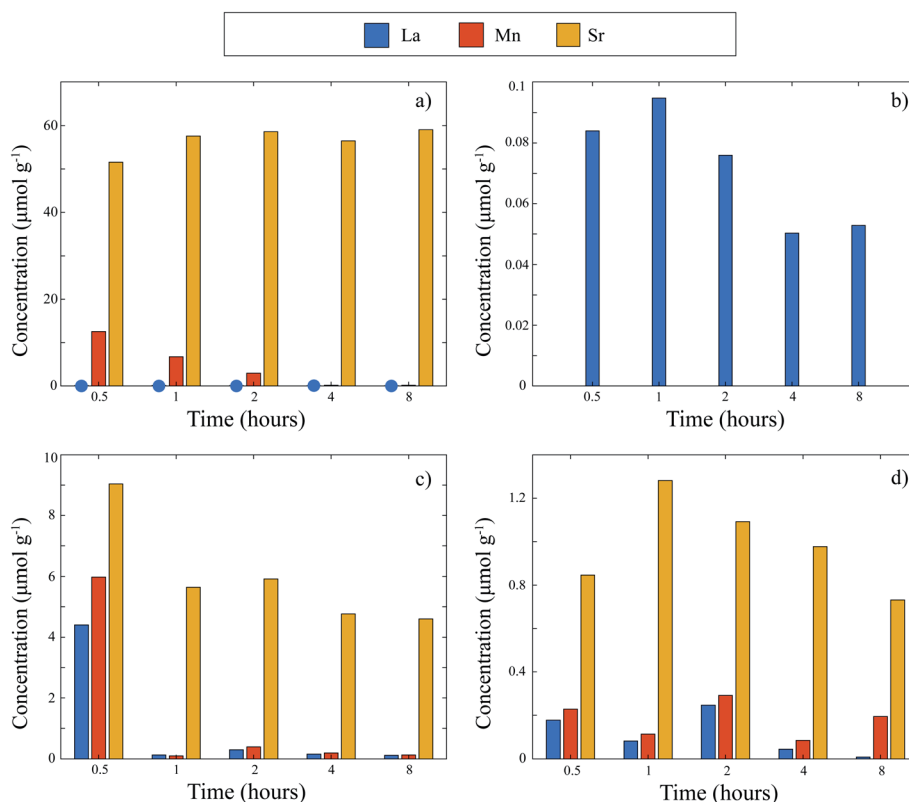 La Mn Sr
a)
60
40
20
0
0.5 1 2 4 8
Time (hours)
Concentration (μmol g⁻¹)
b)
0.1
0.08
0.06
0.04
0.02
0
0.5 1 2 4 8
Time (hours)
Concentration (μmol g⁻¹)
c)
10
8
6
4
2
0
0.5 1 2 4 8
Time (hours)
Concentration (μmol g⁻¹)
d)
1.2
0.8
0.4
0
0.5 1 2 4 8
Time (hours)
Concentration (μmol g⁻¹)